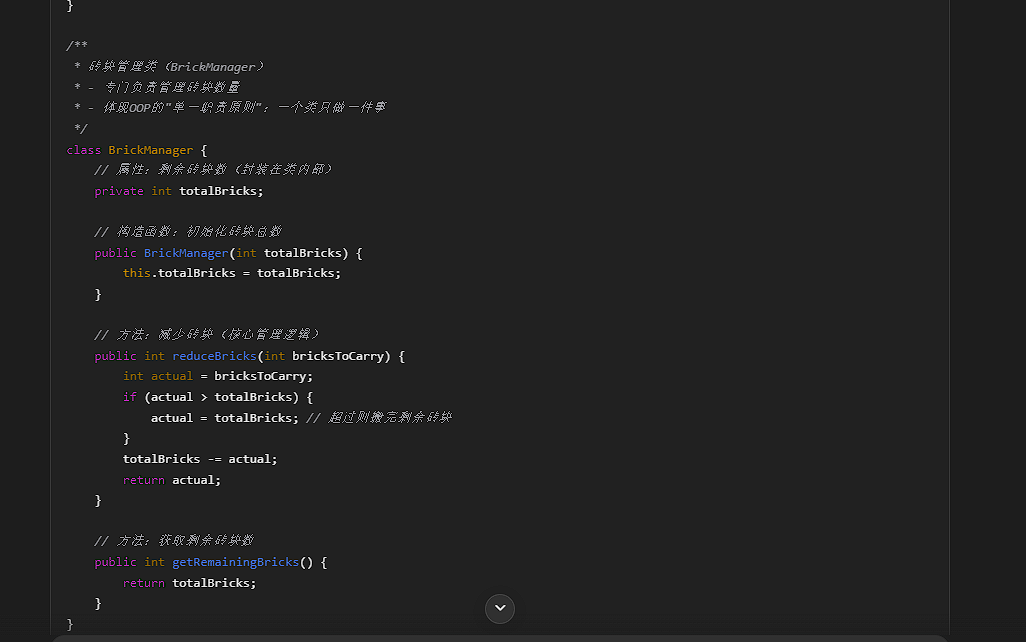 }
/**
 * 砖块管理类（BrickManager）
 * - 专门负责管理砖块数量
 * - 体现OOP的"单一职责原则"：一个类只做一件事
 */
class BrickManager {
    // 属性：剩余砖块数（封装在类内部）
    private int totalBricks;
    // 构造函数：初始化砖块总数
    public BrickManager(int totalBricks) {
        this.totalBricks = totalBricks;
    }
    // 方法：减少砖块（核心管理逻辑）
    public int reduceBricks(int bricksToCarry) {
        int actual = bricksToCarry;
        if (actual > totalBricks) {
            actual = totalBricks; // 超过则搬完剩余砖块
        }
        totalBricks -= actual;
        return actual;
    }
    // 方法：获取剩余砖块数
    public int getRemainingBricks() {
        return totalBricks;
    }
}